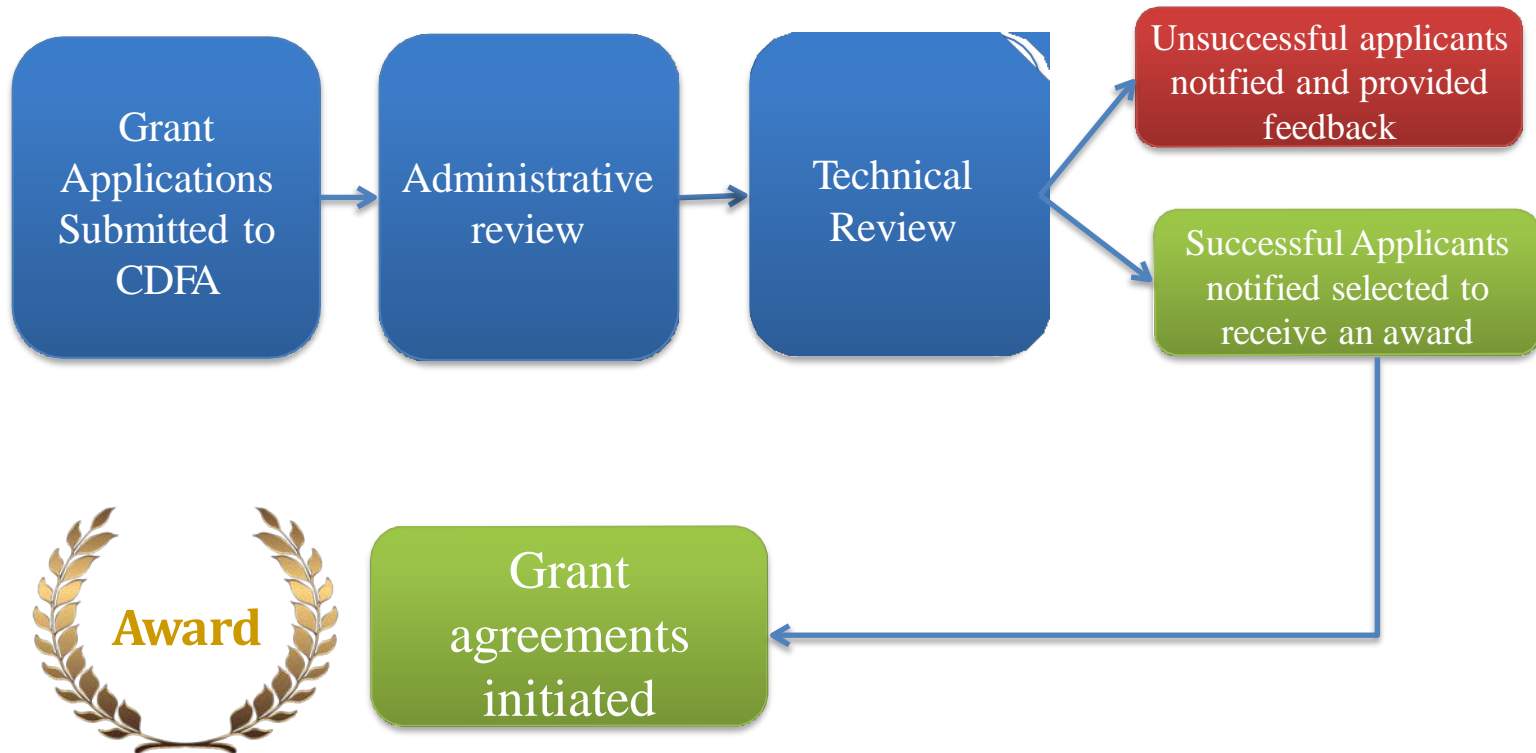 Grant
Applications
Submitted to
CDFA
Administrative
review
Technical
Review
Unsuccessful applicants
notified and provided
feedback
Successful Applicants
notified selected to
receive an award
Award
Grant
agreements
initiated